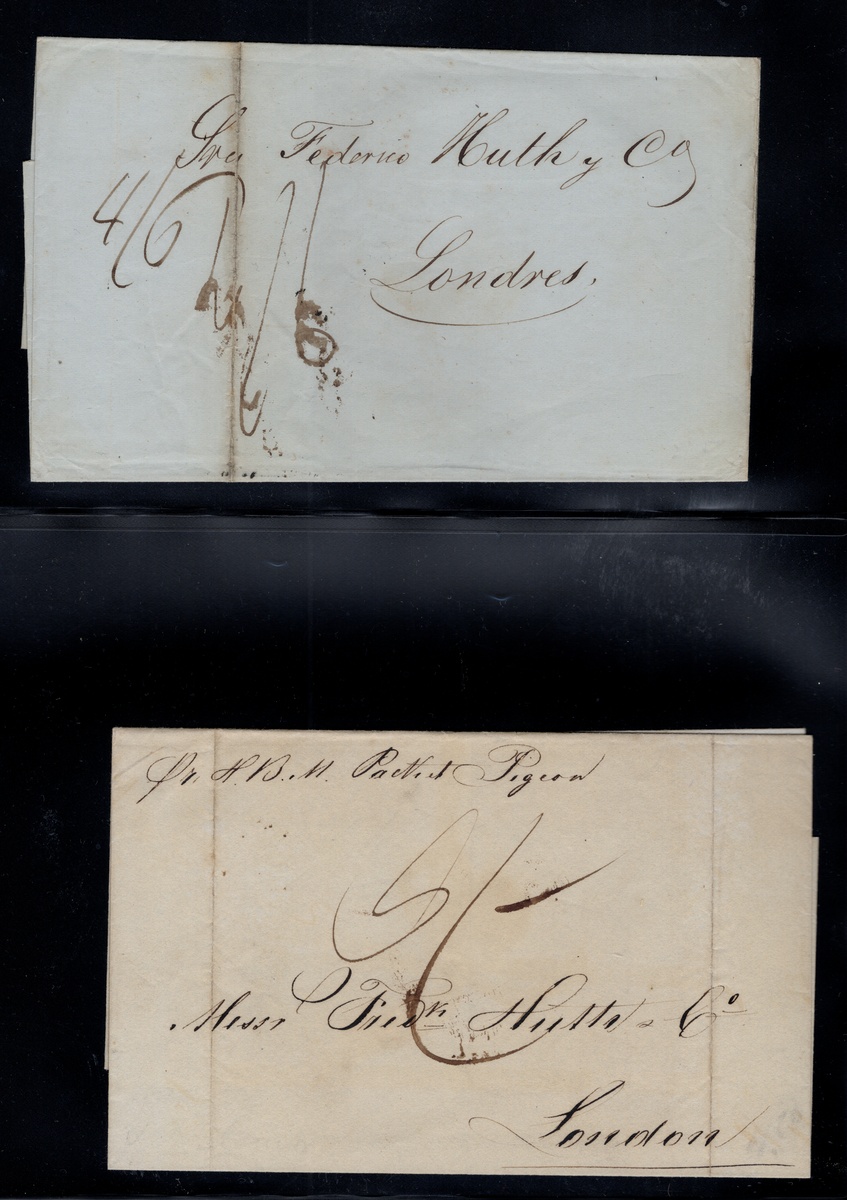 Sres Federico Huth y Co
4/6
Londres,
pr. H. B. M. Packet Pigeon
Messrs Fredk Huth & Co
London